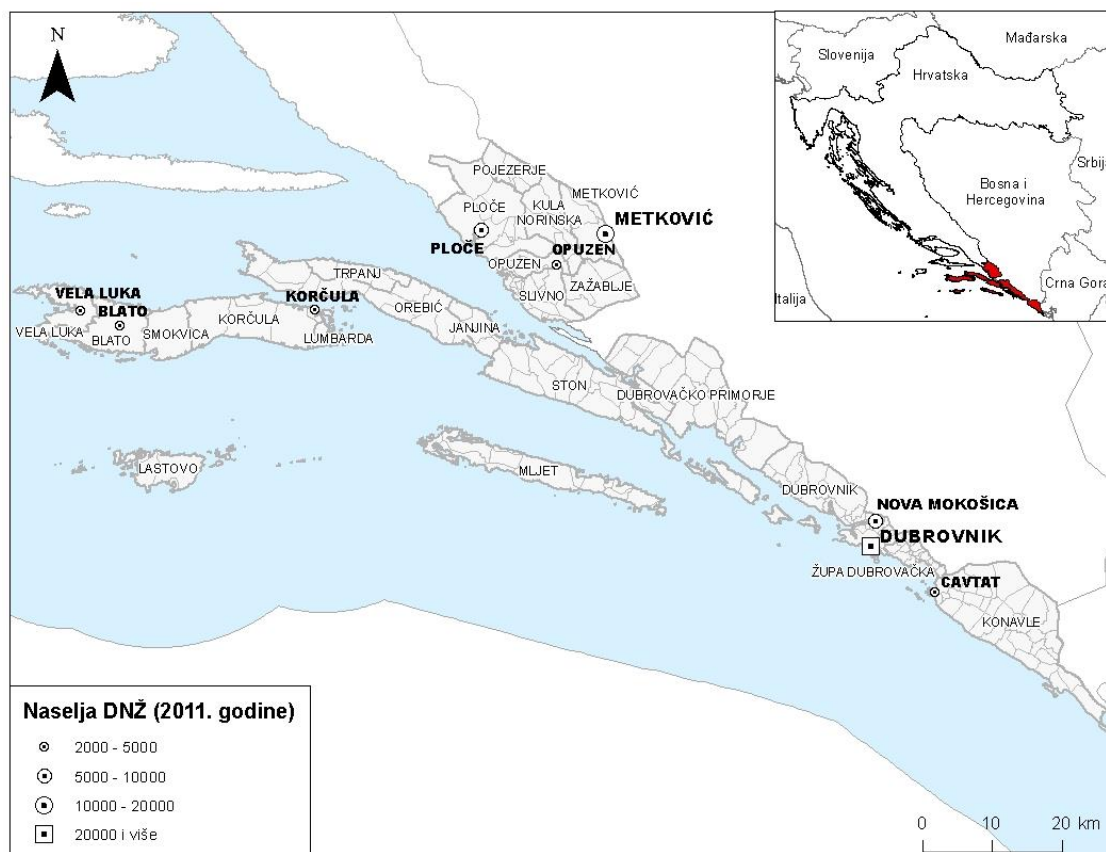 N
Slovenija
Mađarska
Hrvatska
Bosna i
Hercegovina
Srbij
Crna Gora
Italija
POJEZERJE
METKOVIĆ
PLOČE
KULA
NORINSKA
METKOVIĆ
PLOČE
OPUZEN
OPUZEN
SLIVNO
ZAŽABLJE
TRPANJ
VELA LUKA
BLATO
KORČULA
OREBIĆ
VELA LUKA
BLATO
SMOKVICA
KORČULA
LUMBARDA
JANJINA
STON
DUBROVAČKO PRIMORJE
LASTOVO
MLJET
DUBROVNIK
NOVA MOKOŠICA
DUBROVNIK
ŽUPA DUBROVAČKA
CAVTAT
KONAVLE
Naselja DNŽ (2011. godine)
2000 - 5000
5000 - 10000
10000 - 20000
20000 i više
0 10 20 km